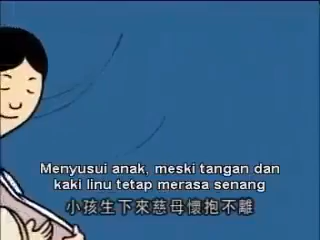 Menyusui anak, meski tangan dan
kaki linu tetap merasa senang
小孩生下來慈母懷抱不離